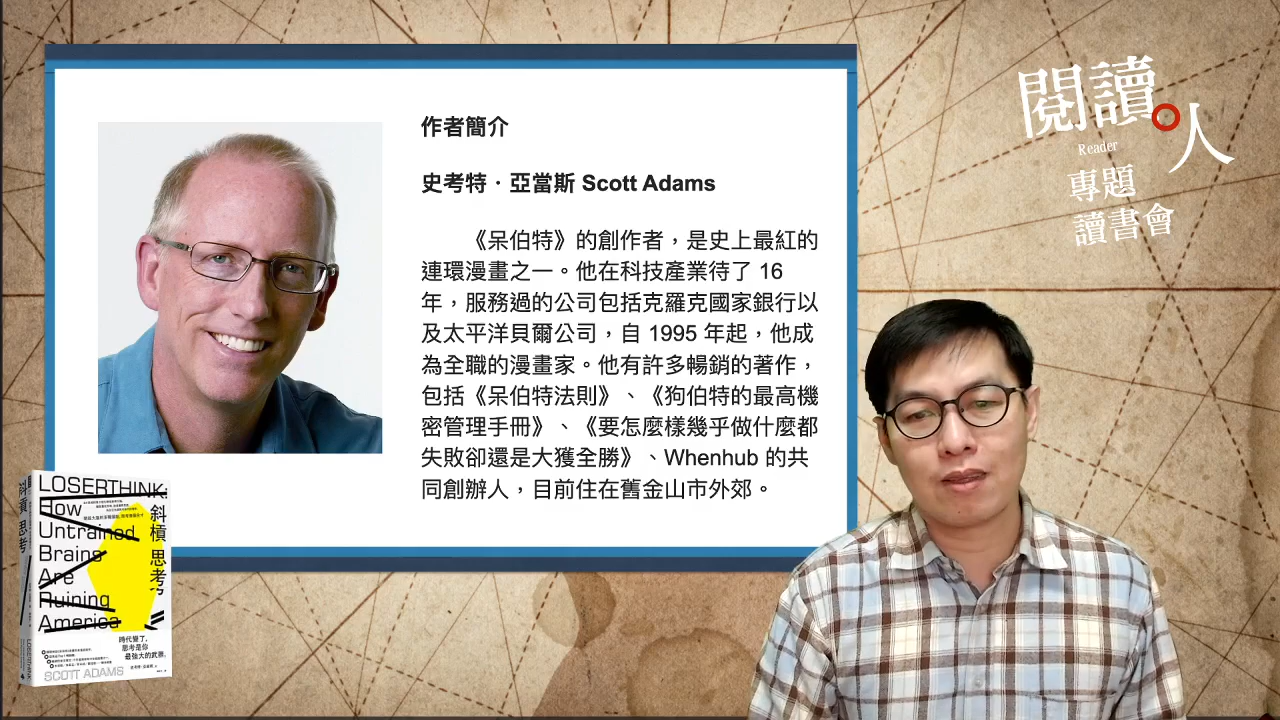 作者簡介
史考特・亞當斯 Scott Adams
《呆伯特》的創作者，是史上最紅的
連環漫畫之一。他在科技產業待了 16
年，服務過的公司包括克羅克國家銀行以
及太平洋貝爾公司，自 1995 年起，他成
為全職的漫畫家。他有許多暢銷的著作，
包括《呆伯特法則》、《狗伯特的最高機
密管理手冊》、《要怎麼樣幾乎做什麼都
失敗卻還是大獲全勝》、Whenhub 的共
同創辦人，目前住在舊金山市外郊。
閱讀人
Reader
專題
讀書會
LOSERTHINK:
How
Untrained
Brains
Are
Ruining
America
斜槓思考
時代變了,
思考是你
最強大的武器。
SCOTT ADAMS
斜槓思考